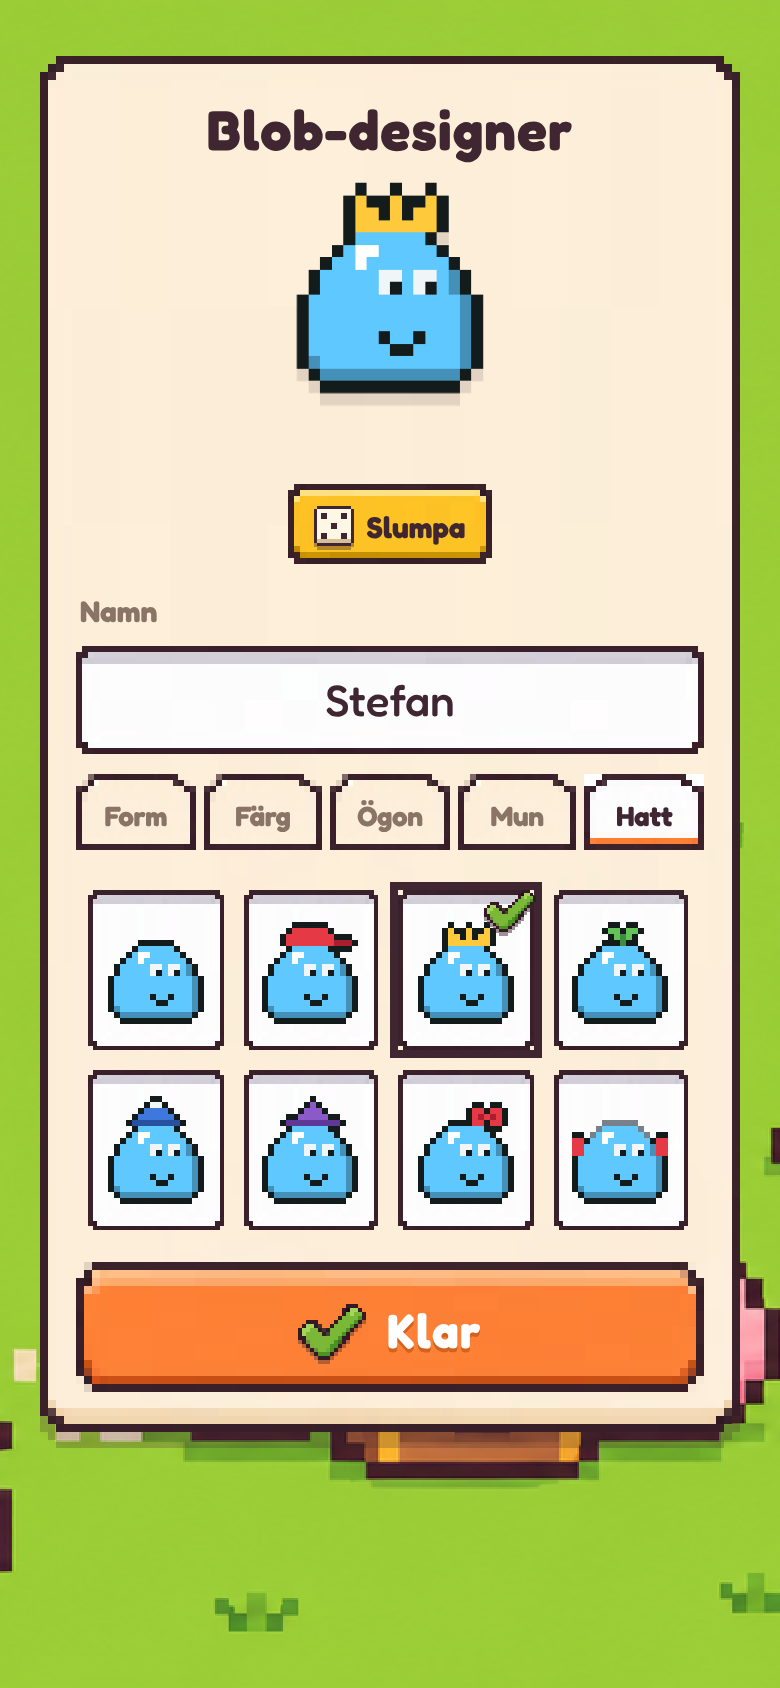 Blob-designer
Slumpa
Namn
Stefan
Form Färg Ögon Mun Hatt
Klar